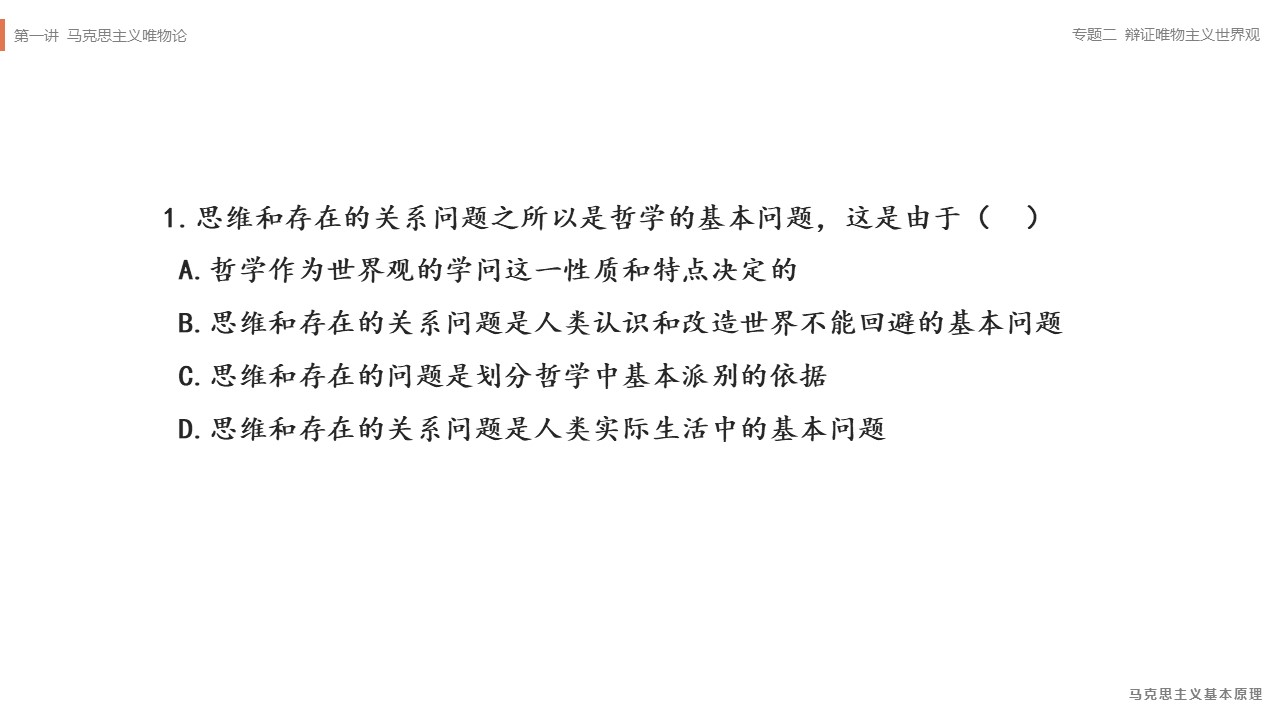 第一讲 马克思主义唯物论
专题二 辩证唯物主义世界观
1.思维和存在的关系问题之所以是哲学的基本问题，这是由于（ ）
A.哲学作为世界观的学问这一性质和特点决定的
B.思维和存在的关系问题是人类认识和改造世界不能回避的基本问题
C.思维和存在的问题是划分哲学中基本派别的依据
D.思维和存在的关系问题是人类实际生活中的基本问题
马克思主义基本原理